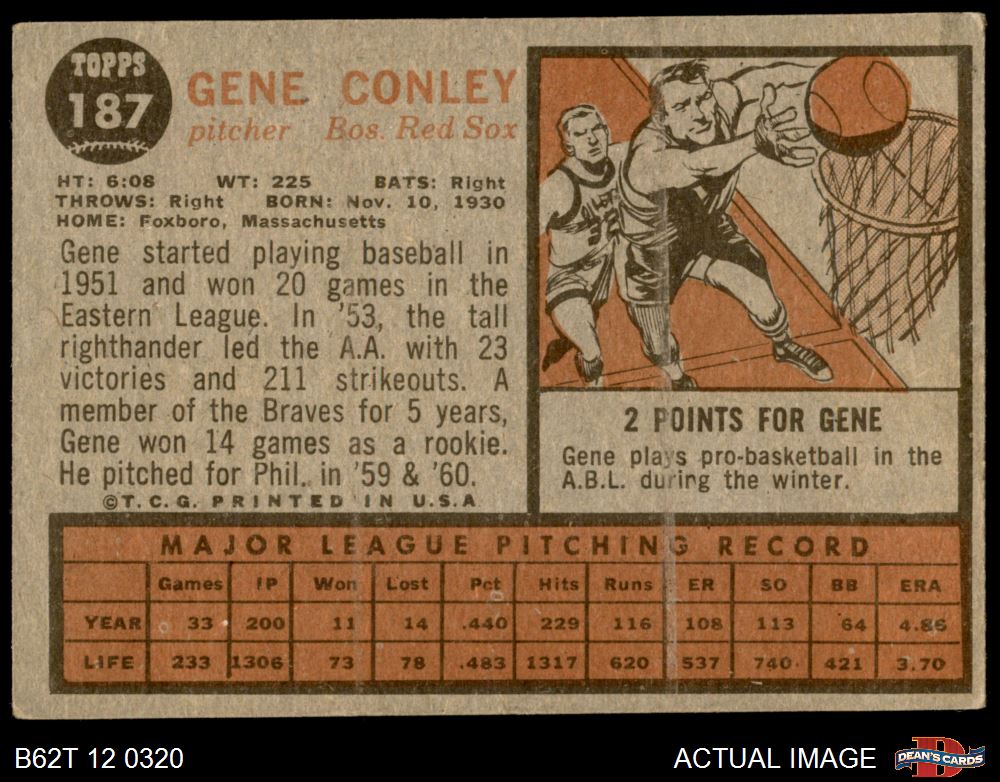 TOPPS
187
GENE CONLEY
pitcher Bos. Red Sox
HT: 6:08 WT: 225 BATS: Right
THROWS: Right BORN: Nov. 10, 1930
HOME: Foxboro, Massachusetts
Gene started playing baseball in
1951 and won 20 games in the
Eastern League. In '53, the tall
righthander led the A.A. with 23
victories and 211 strikeouts. A
member of the Braves for 5 years,
Gene won 14 games as a rookie.
He pitched for Phil. in '59 & '60.
©T.C.G. PRINTED IN U.S.A.
2 POINTS FOR GENE
Gene plays pro-basketball in the
A.B.L. during the winter.
MAJOR LEAGUE PITCHING RECORD
Games IP Won Lost Pct Hits Runs ER SO BB ERA
YEAR 33 200 11 14 .440 229 116 108 113 64 4.86
LIFE 233 1306 73 78 .483 1317 620 537 740 421 3.70
B62T 12 0320 ACTUAL IMAGE D DEAN'S CARDS